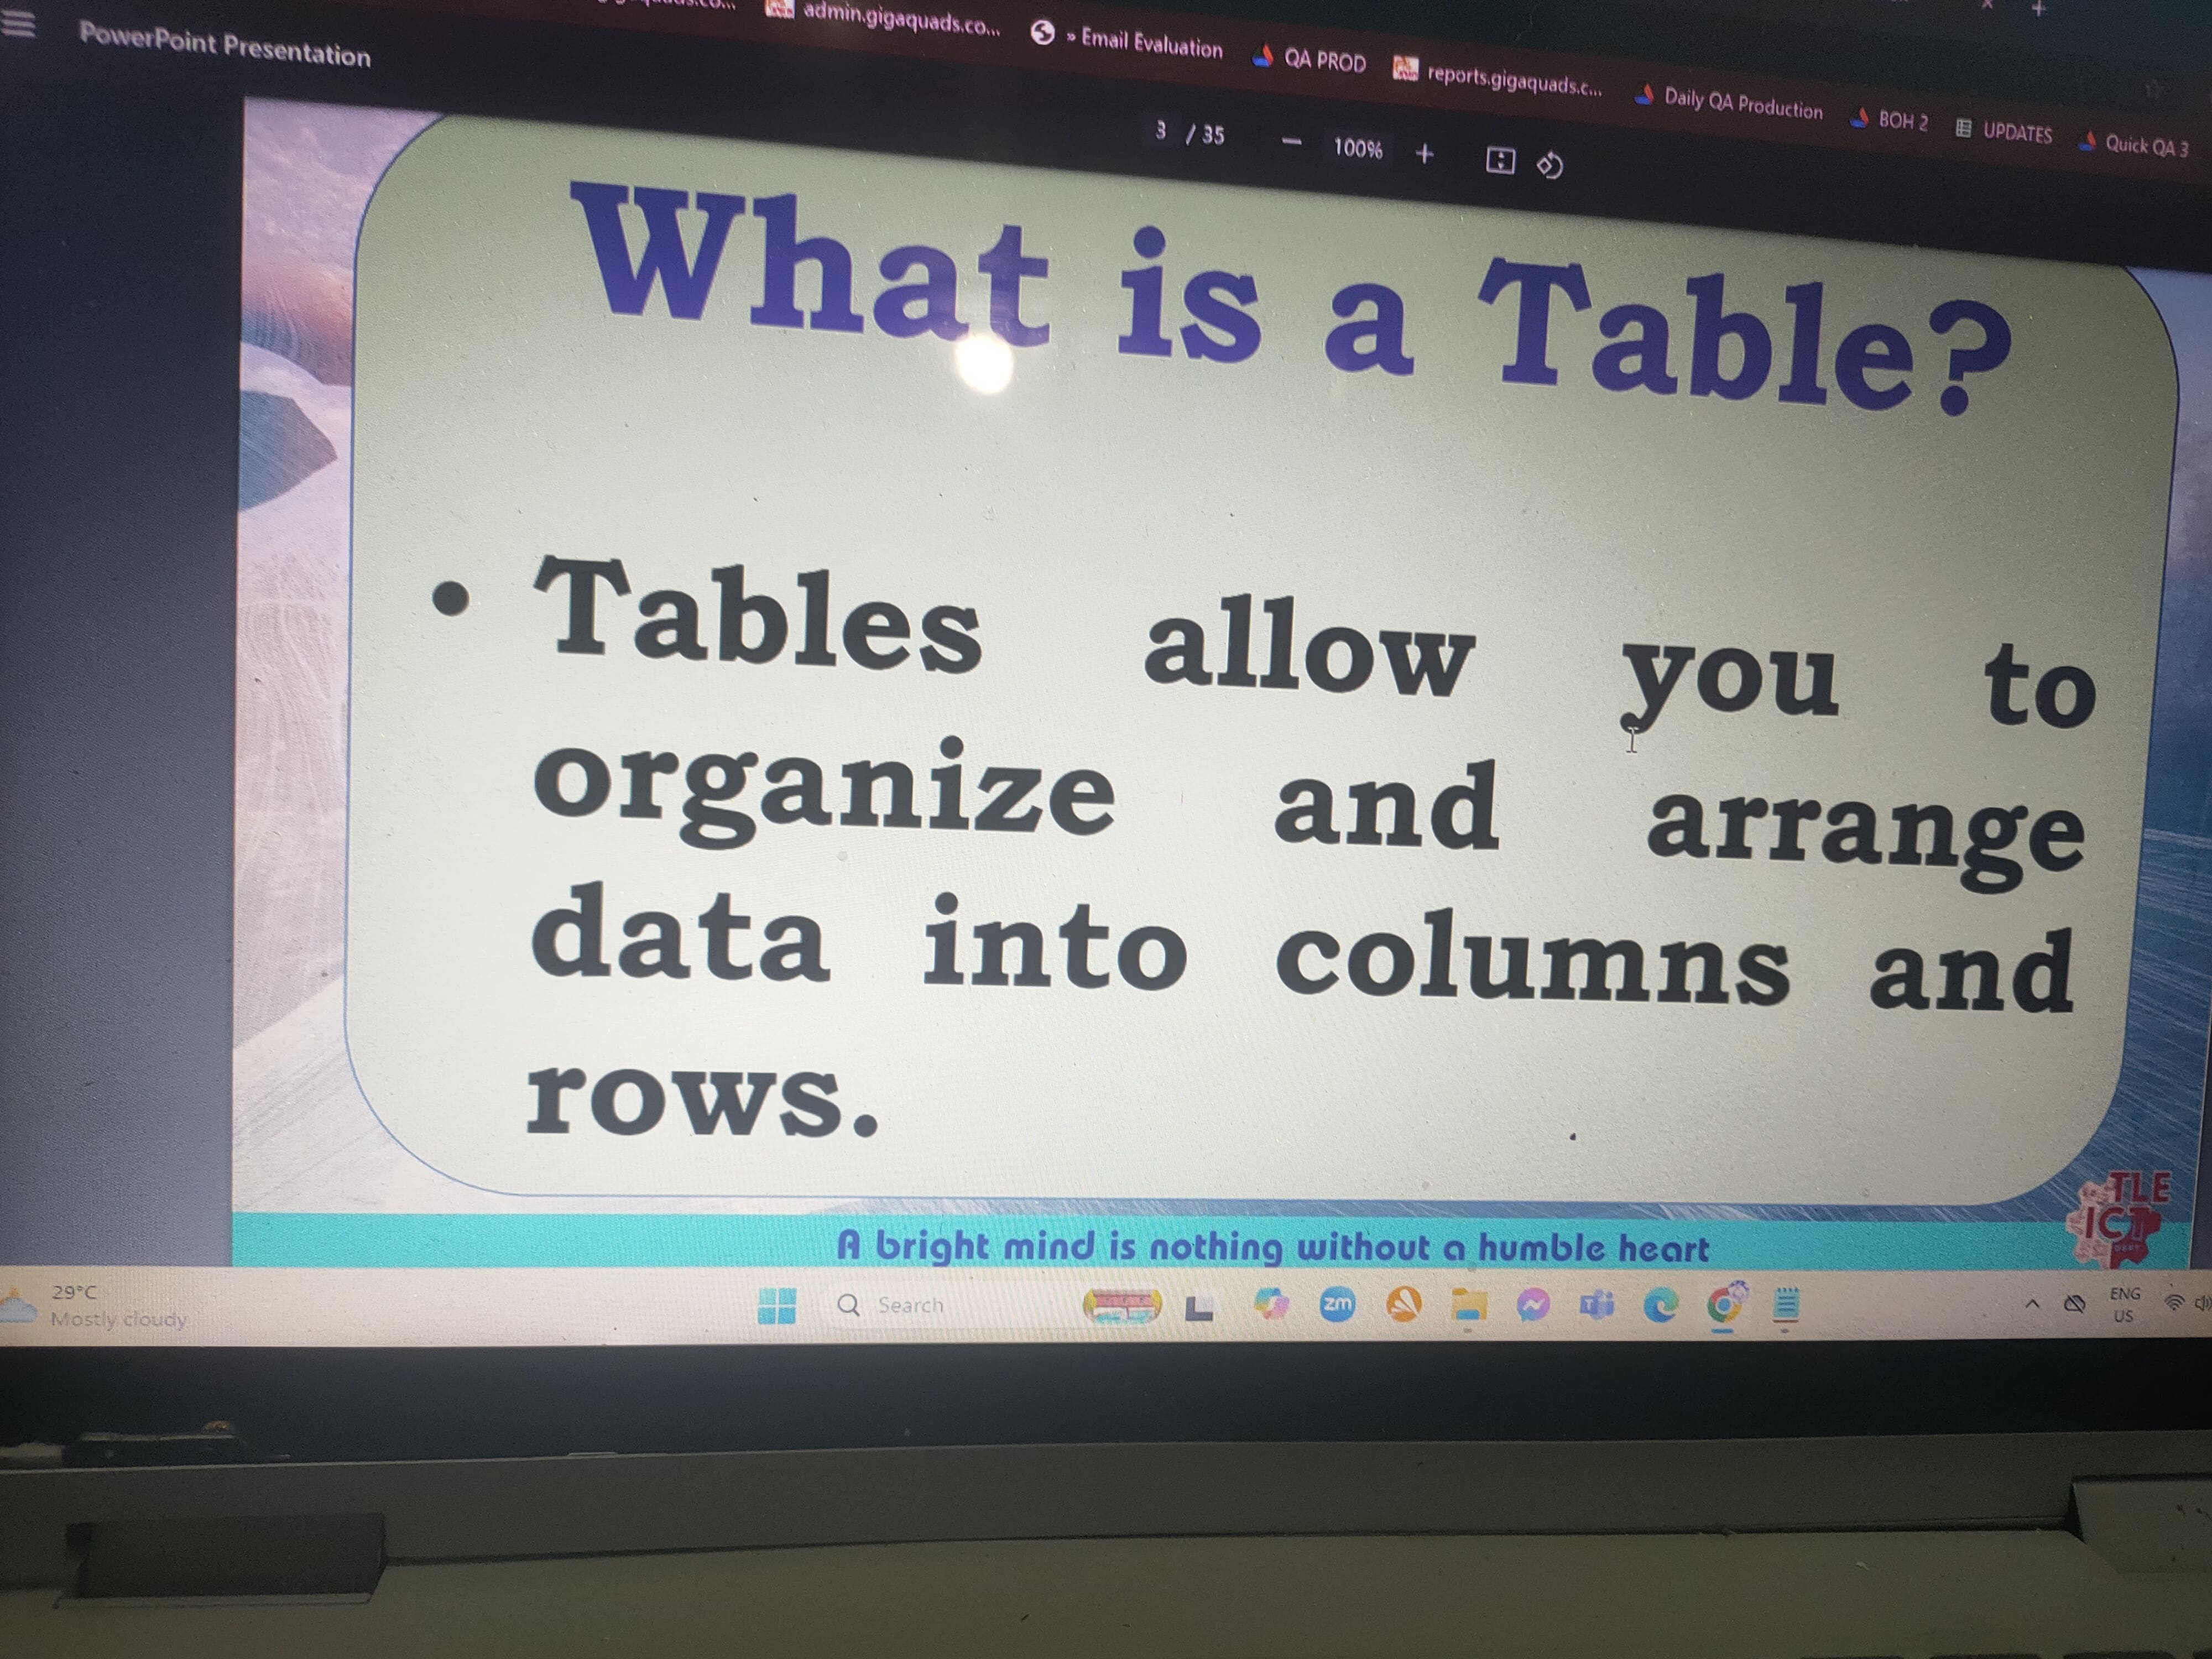 admin.gigaquads.co...
» Email Evaluation
QA PROD
reports.gigaquads.c...
Daily QA Production
BOH 2
UPDATES
Quick QA 3
PowerPoint Presentation
3 / 35
100%
What is a Table?
• Tables allow you to
organize and arrange
data into columns and
rows.
TLE
ICT
A bright mind is nothing without a humble heart
29°C
Mostly cloudy
Search
zm
ENG
US